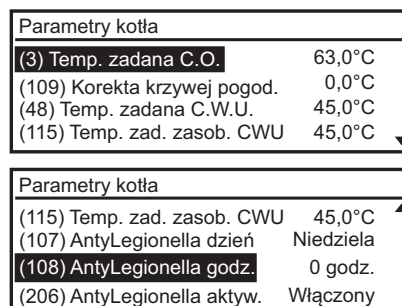 Parametry kotła
(3) Temp. zadana C.O. 63,0°C
(109) Korekta krzywej pogod. 0,0°C
(48) Temp. zadana C.W.U. 45,0°C
(115) Temp. zad. zasob. CWU 45,0°C
Parametry kotła
(115) Temp. zad. zasob. CWU 45,0°C
(107) AntyLegionella dzień Niedziela
(108) AntyLegionella godz. 0 godz.
(206) AntyLegionella aktyw. Włączony